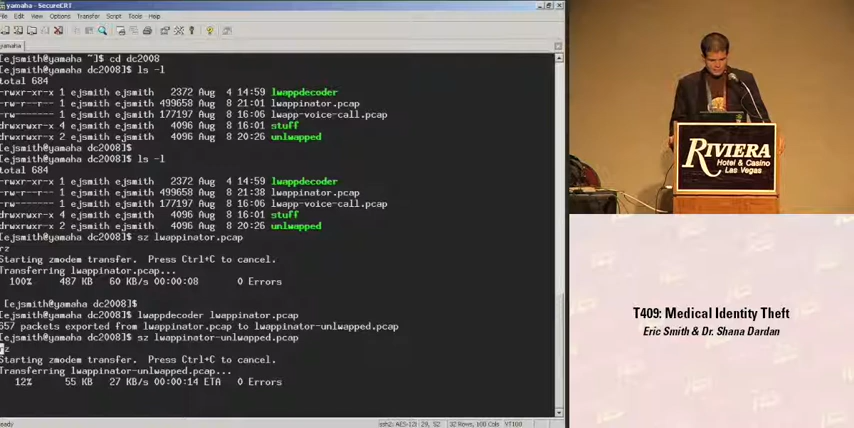 yamaha - SecureCRT
File Edit View Options Transfer Script Tools Help
yamaha
[ejsmith@yamaha ~]$ cd dc2008
[ejsmith@yamaha dc2008]$ ls -l
total 684
-rwxr-xr-x 1 ejsmith ejsmith 2372 Aug 4 14:59 lwappdecoder
-rw-r--r-- 1 ejsmith ejsmith 499658 Aug 8 21:01 lwappinator.pcap
-rw------- 1 ejsmith ejsmith 177197 Aug 8 16:06 lwapp-voice-call.pcap
drwxrwxr-x 4 ejsmith ejsmith 4096 Aug 8 16:01 stuff
drwxrwxr-x 2 ejsmith ejsmith 4096 Aug 8 20:26 unlwapped
[ejsmith@yamaha dc2008]$
[ejsmith@yamaha dc2008]$ ls -l
total 684
-rwxr-xr-x 1 ejsmith ejsmith 2372 Aug 4 14:59 lwappdecoder
-rw-r--r-- 1 ejsmith ejsmith 499658 Aug 8 21:38 lwappinator.pcap
-rw------- 1 ejsmith ejsmith 177197 Aug 8 16:06 lwapp-voice-call.pcap
drwxrwxr-x 4 ejsmith ejsmith 4096 Aug 8 16:01 stuff
drwxrwxr-x 2 ejsmith ejsmith 4096 Aug 8 20:26 unlwapped
[ejsmith@yamaha dc2008]$ sz lwappinator.pcap
rz
Starting zmodem transfer. Press Ctrl+C to cancel.
Transferring lwappinator.pcap...
100% 487 KB 60 KB/s 00:00:08 0 Errors
[ejsmith@yamaha dc2008]$
[ejsmith@yamaha dc2008]$ lwappdecoder lwappinator.pcap
657 packets exported from lwappinator.pcap to lwappinator-unlwapped.pcap
[ejsmith@yamaha dc2008]$ sz lwappinator-unlwapped.pcap
rz
Starting zmodem transfer. Press Ctrl+C to cancel.
Transferring lwappinator-unlwapped.pcap...
12% 55 KB 27 KB/s 00:00:14 ETA 0 Errors
32 Rows, 100 Cols VT100
RIVIERA
Hotel & Casino
Las Vegas
T409: Medical Identity Theft
Eric Smith & Dr. Shana Dardan